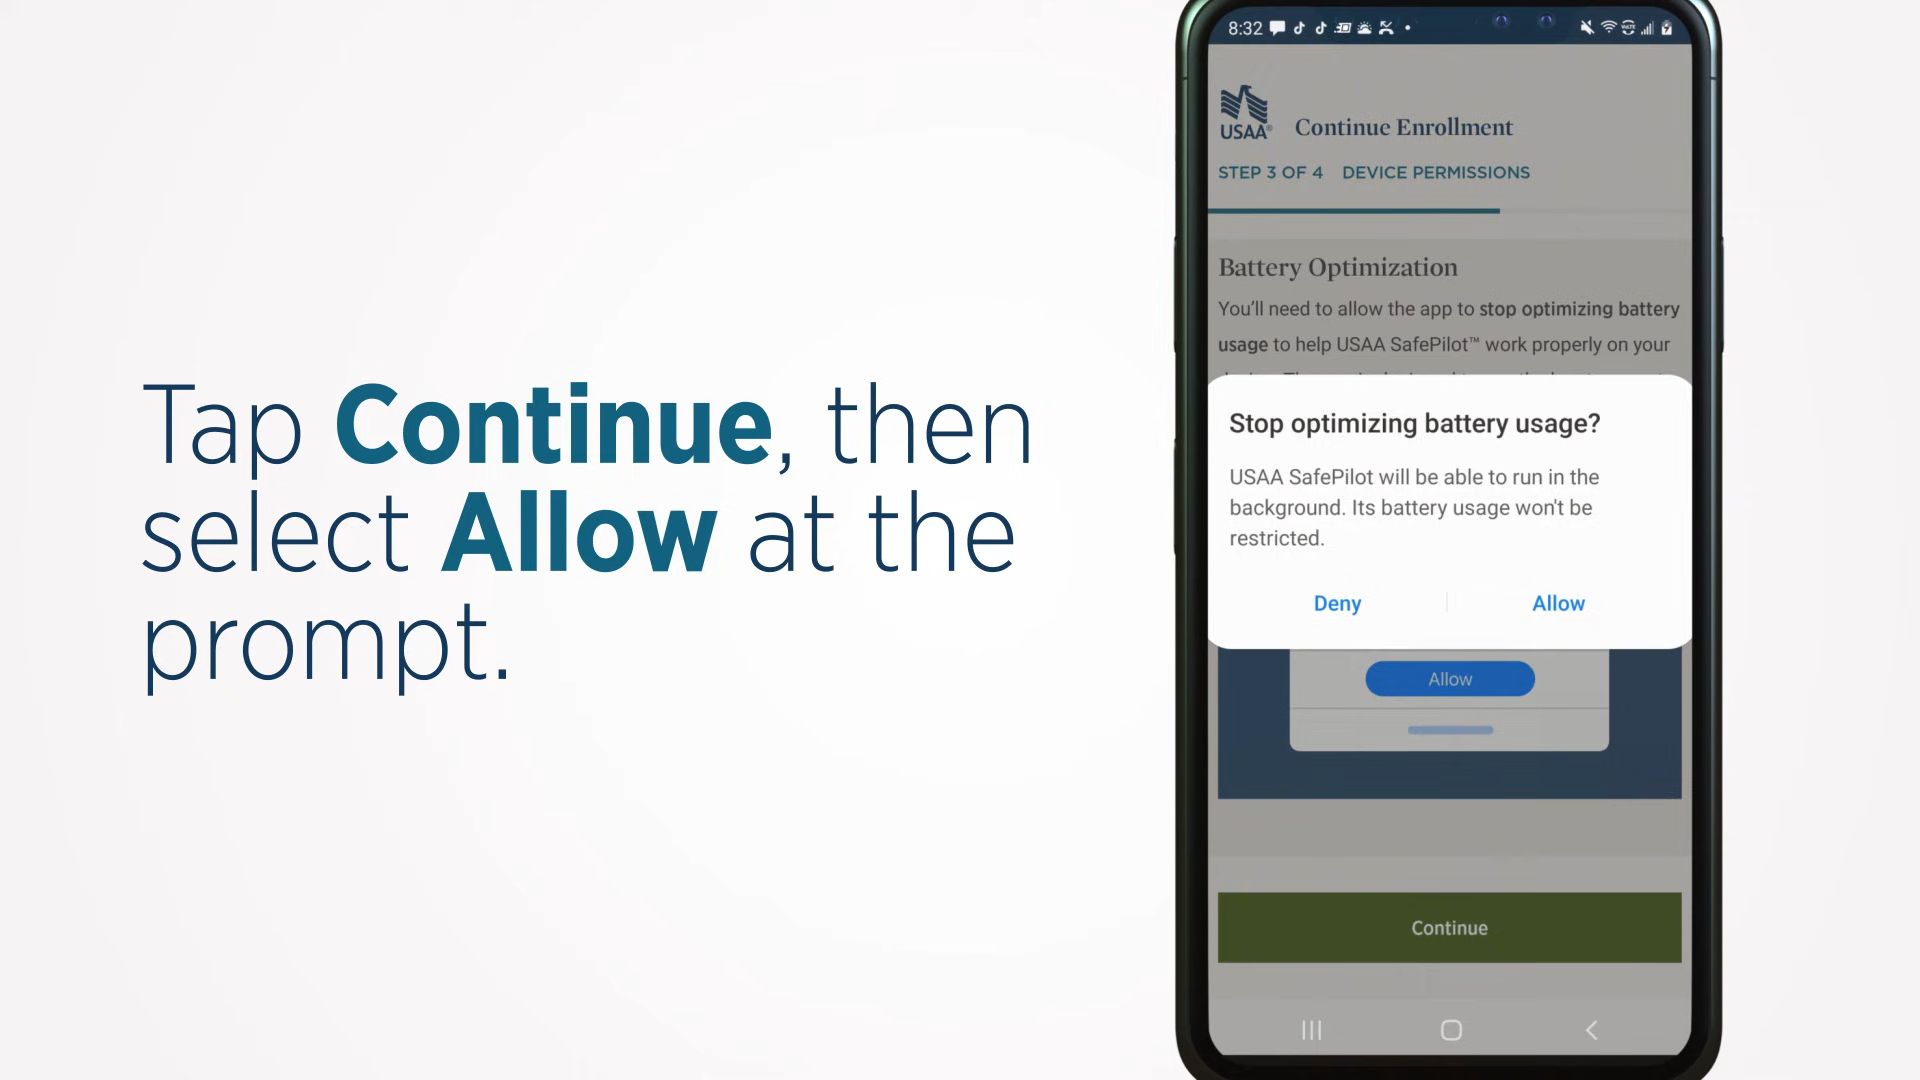 Tap Continue, then
select Allow at the
prompt.
8:32
USAA®
Continue Enrollment
STEP 3 OF 4 DEVICE PERMISSIONS
Battery Optimization
You'll need to allow the app to stop optimizing battery
usage to help USAA SafePilot™ work properly on your
Stop optimizing battery usage?
USAA SafePilot will be able to run in the
background. Its battery usage won't be
restricted.
Deny Allow
Allow
Continue